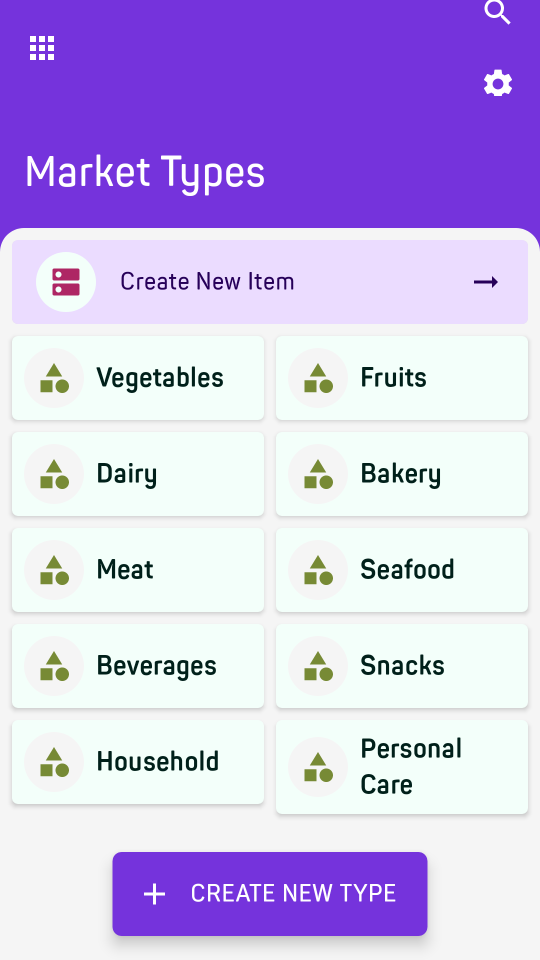 Market Types
Create New Item
Vegetables
Fruits
Dairy
Bakery
Meat
Seafood
Beverages
Snacks
Household
Personal
Care
CREATE NEW TYPE